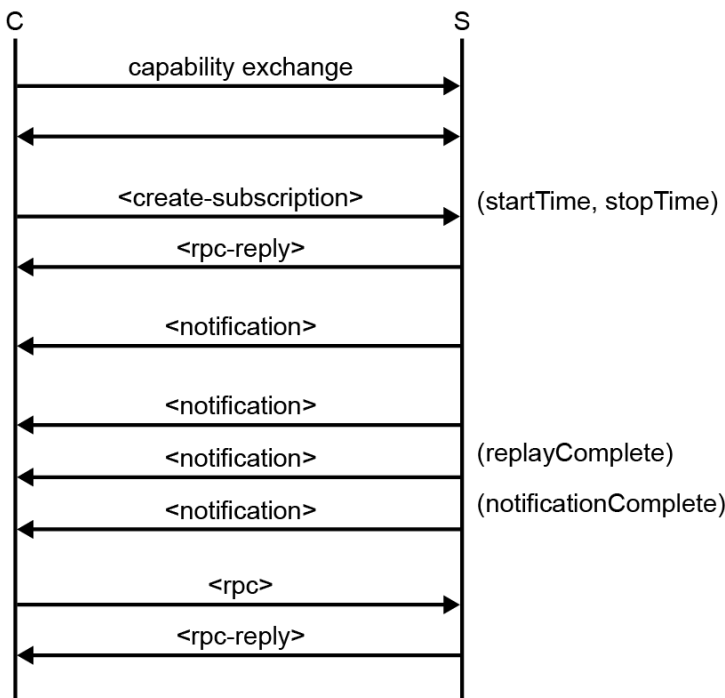 C S
capability exchange
<create-subscription> (startTime, stopTime)
<rpc-reply>
<notification>
<notification>
<notification> (replayComplete)
<notification> (notificationComplete)
<rpc>
<rpc-reply>